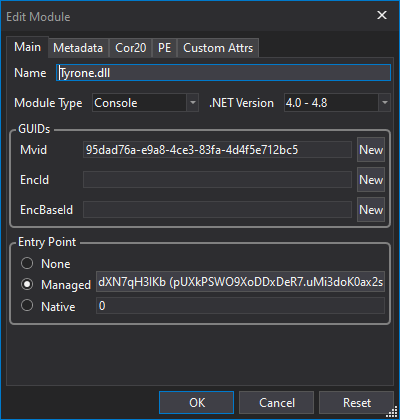 Edit Module
Main Metadata Cor20 PE Custom Attrs
Name Tyrone.dll
Module Type Console .NET Version 4.0 - 4.8
GUIDs
Mvid 95dad76a-e9a8-4ce3-83fa-4d4f5e712bc5 New
EncId New
EncBaseId New
Entry Point
None
Managed dXN7qH3lKb (pUXkPSWO9XoDDxDeR7.uMi3doK0ax2s
Native 0
OK Cancel Reset